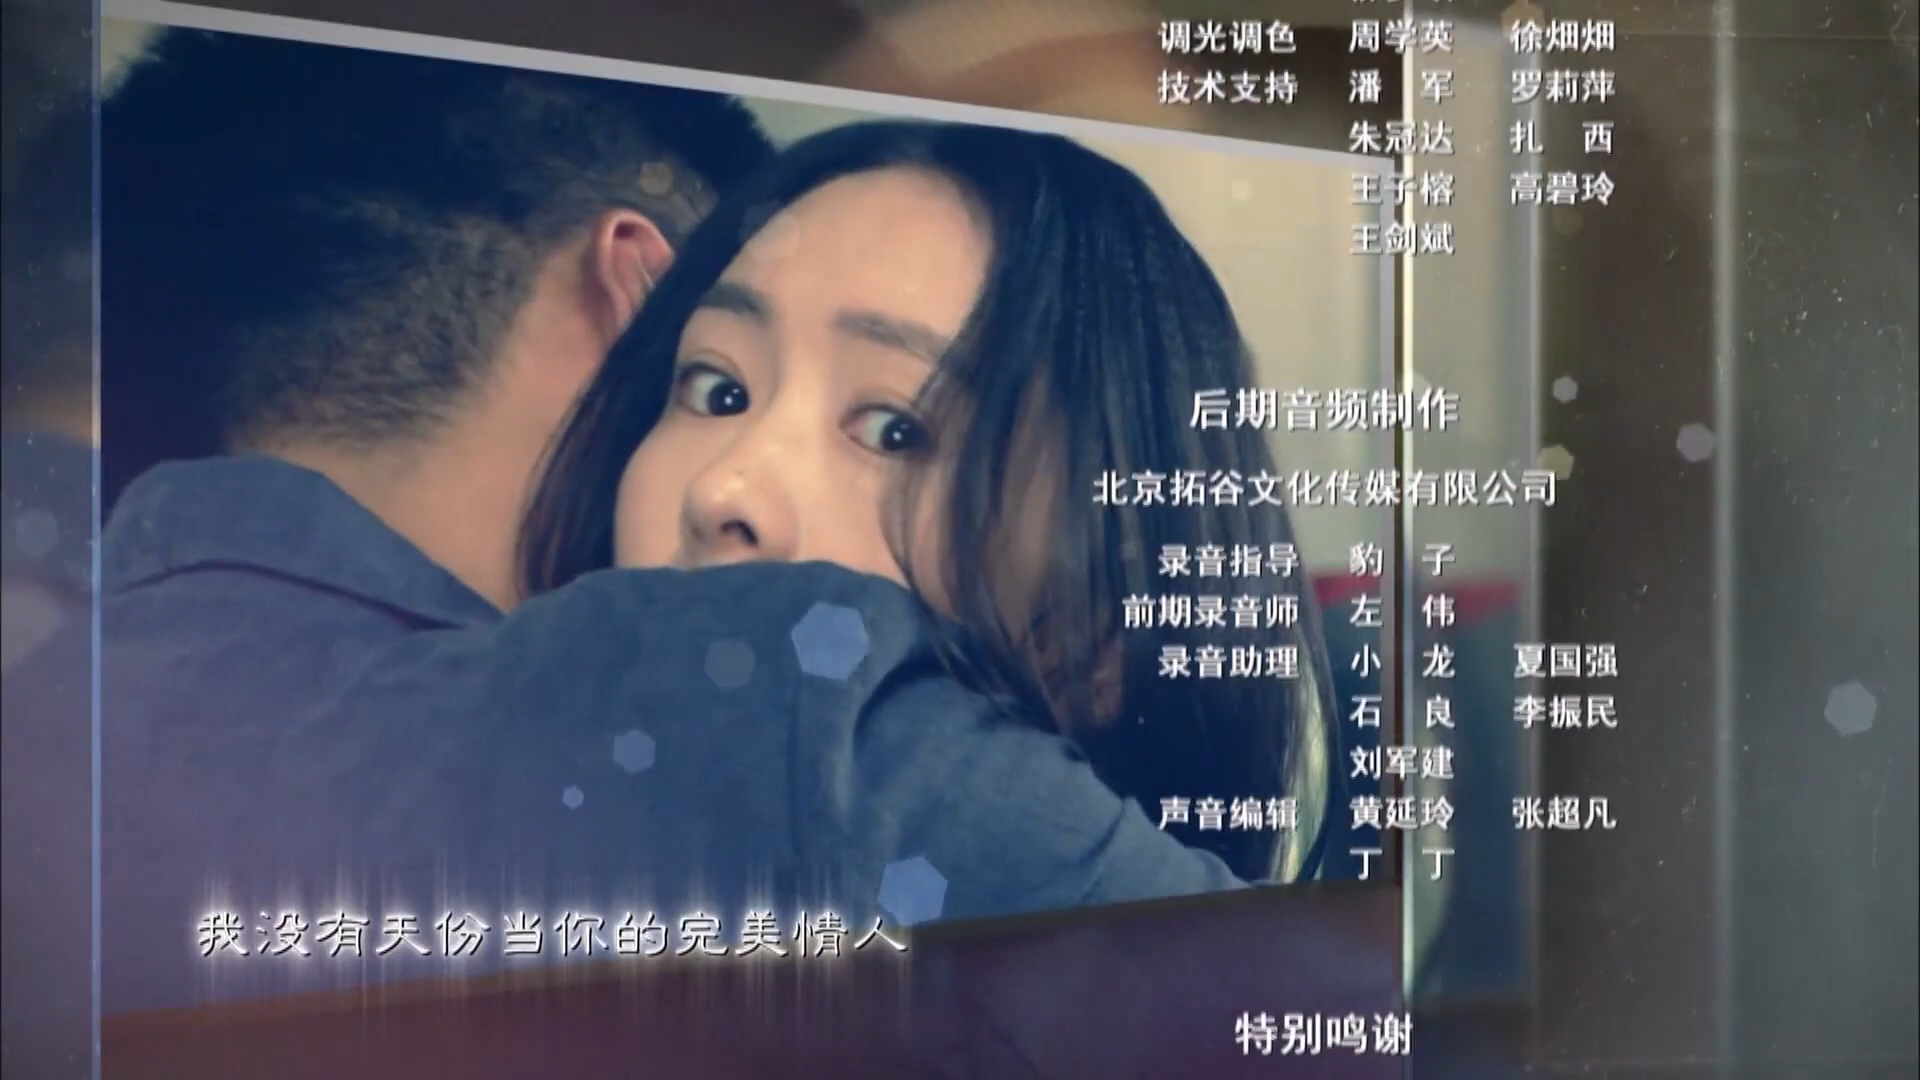 调光调色 周学英 徐畑畑
技术支持 潘 军 罗莉萍
朱冠达 扎 西
王子榕 高碧玲
王剑斌
后期音频制作
北京拓谷文化传媒有限公司
录音指导 豹 子
前期录音师 左 伟
录音助理 小 龙 夏国强
石 良 李振民
刘军建
声音编辑 黄延玲 张超凡
丁 丁
我没有天份当你的完美情人
特别鸣谢